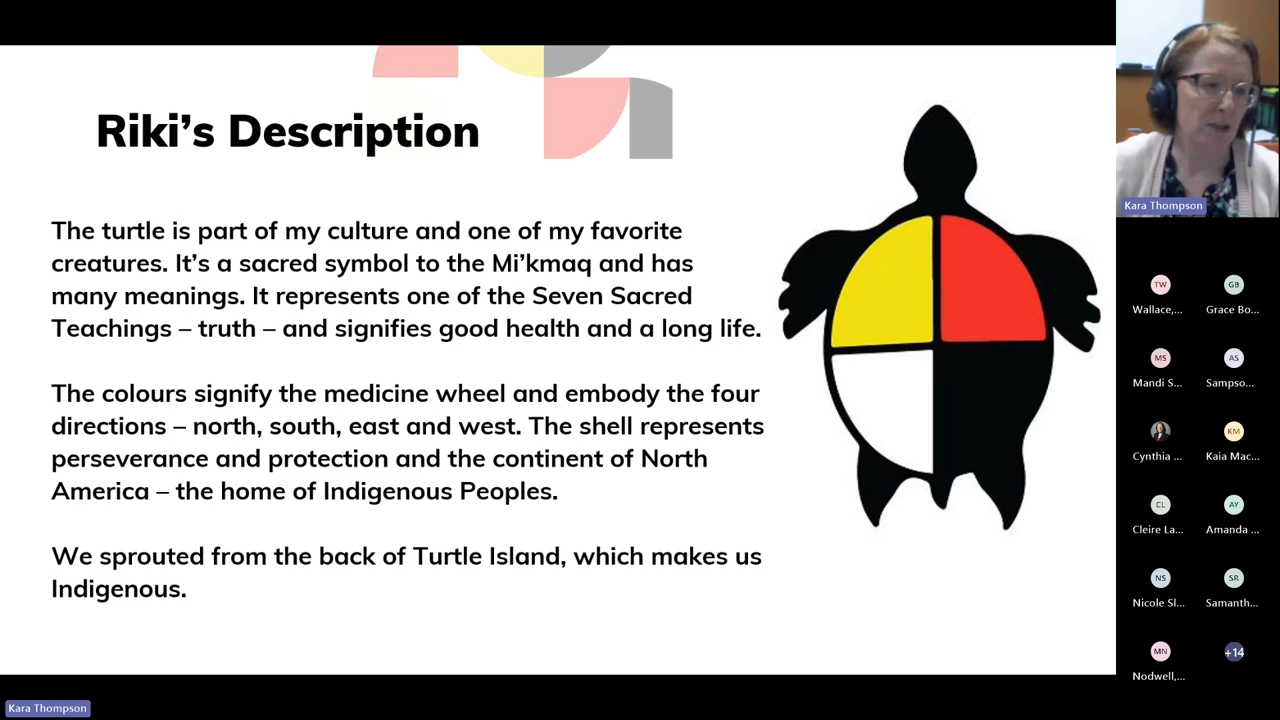 Riki’s Description
The turtle is part of my culture and one of my favorite
creatures. It’s a sacred symbol to the Mi’kmaq and has
many meanings. It represents one of the Seven Sacred
Teachings – truth – and signifies good health and a long life.
The colours signify the medicine wheel and embody the four
directions – north, south, east and west. The shell represents
perseverance and protection and the continent of North
America – the home of Indigenous Peoples.
We sprouted from the back of Turtle Island, which makes us
Indigenous.
Kara Thompson
TW GB
Wallace,... Grace Bo...
MS AS
Mandi S... Sampso...
KM
Cynthia ... Kaia Mac...
CL AY
Cleire La... Amanda ...
NS SR
Nicole Sl... Samanth...
MN +14
Nodwell,...
Kara Thompson